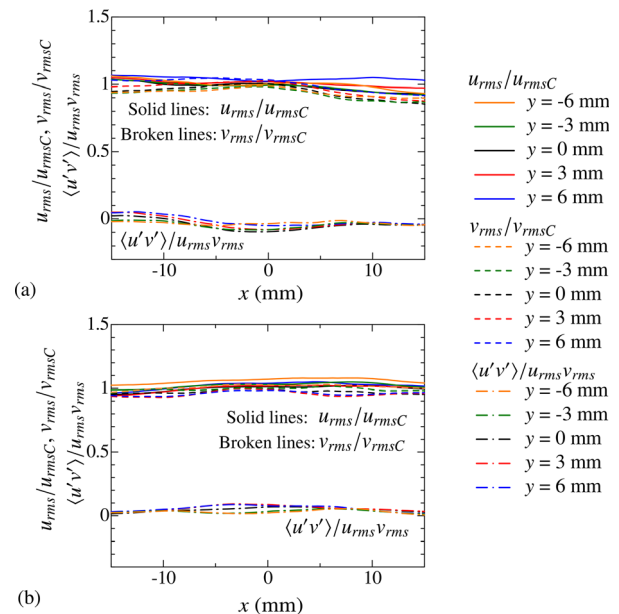 1.5
1
0.5
0
u_rms/u_rmsC, v_rms/v_rmsC
⟨u'v'⟩/u_rms v_rms
Solid lines: u_rms/u_rmsC
Broken lines: v_rms/v_rmsC
⟨u'v'⟩/u_rms v_rms
-10 0 10
(a)
x (mm)
1.5
1
0.5
0
u_rms/u_rmsC, v_rms/v_rmsC
⟨u'v'⟩/u_rms v_rms
Solid lines: u_rms/u_rmsC
Broken lines: v_rms/v_rmsC
⟨u'v'⟩/u_rms v_rms
-10 0 10
(b)
x (mm)
u_rms/u_rmsC
y = -6 mm
y = -3 mm
y = 0 mm
y = 3 mm
y = 6 mm
v_rms/v_rmsC
y = -6 mm
y = -3 mm
y = 0 mm
y = 3 mm
y = 6 mm
⟨u'v'⟩/u_rms v_rms
y = -6 mm
y = -3 mm
y = 0 mm
y = 3 mm
y = 6 mm